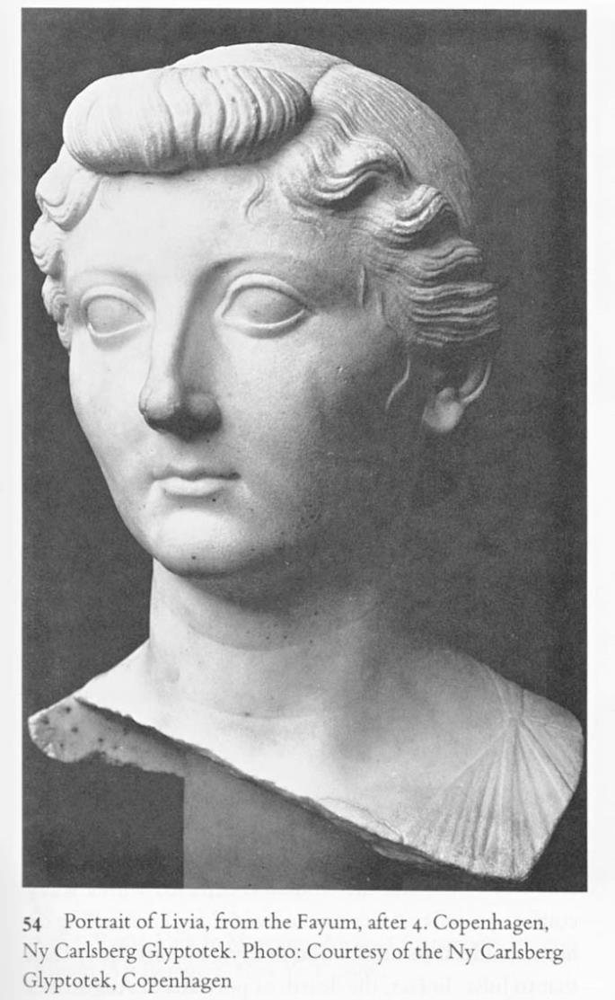 54 Portrait of Livia, from the Fayum, after 4. Copenhagen,
Ny Carlsberg Glyptotek. Photo: Courtesy of the Ny Carlsberg
Glyptotek, Copenhagen